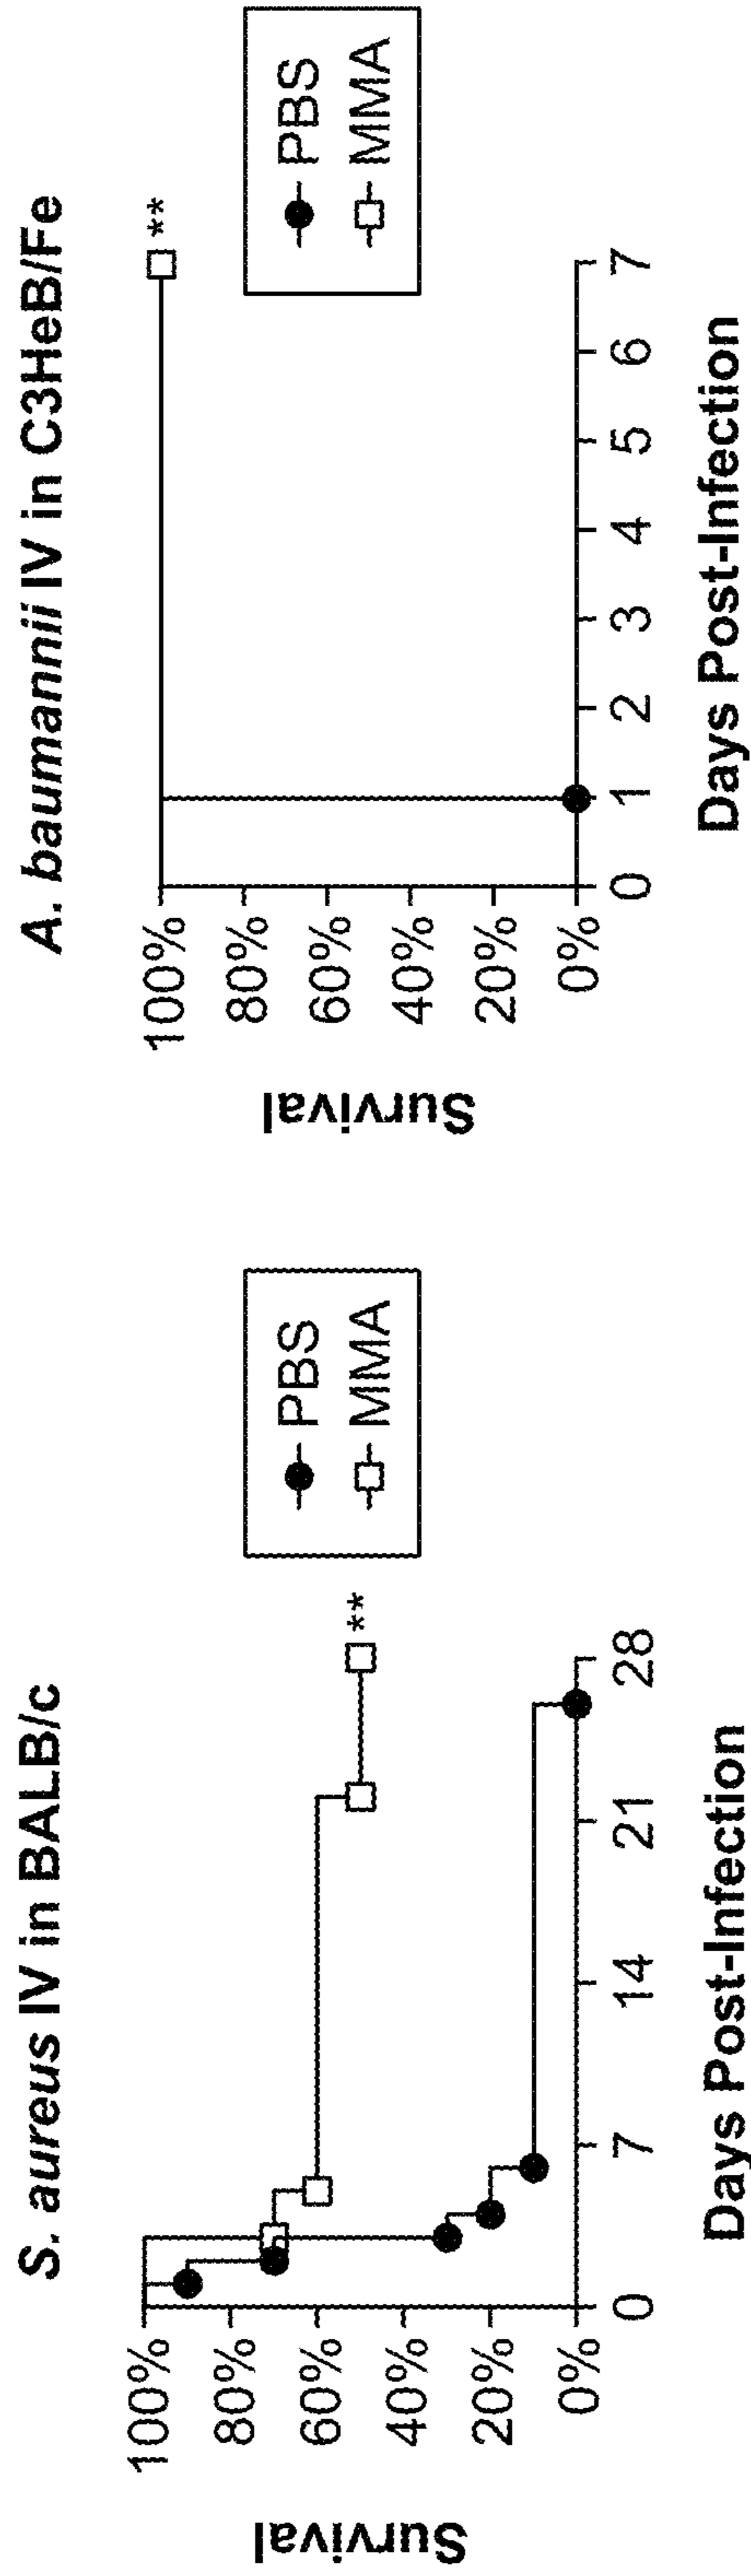 S. aureus IV in BALB/c
Survival
100%
80%
60%
40%
20%
0%
0
7
14
21
28
Days Post-Infection
**
PBS
MMA
A. baumannii IV in C3HeB/Fe
Survival
100%
80%
60%
40%
20%
0%
0
1
2
3
4
5
6
7
Days Post-Infection
**
PBS
MMA